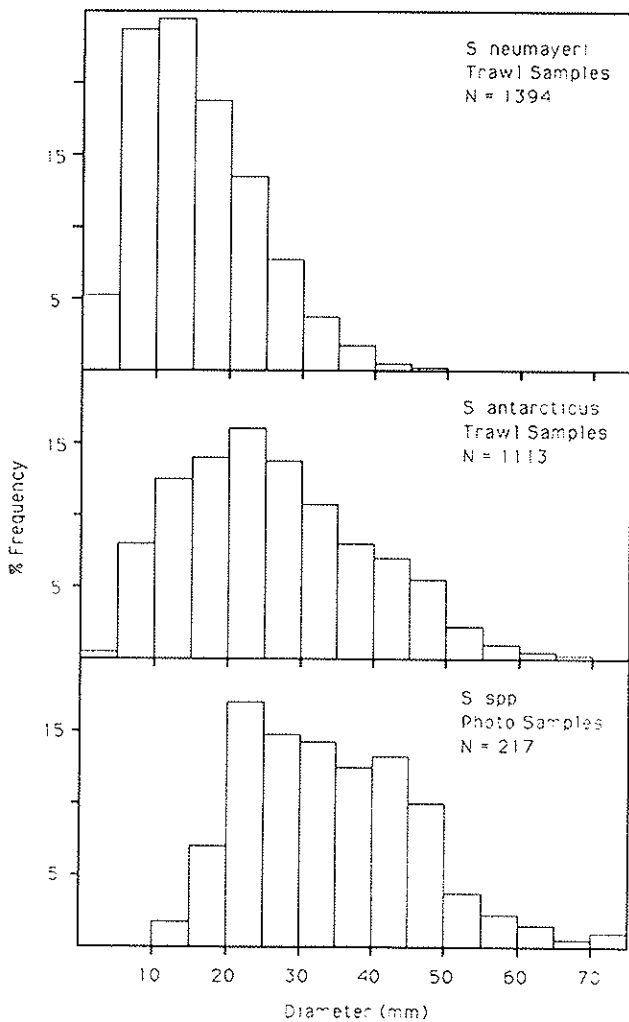 S neumayeri
Trawl Samples
N = 1394
15
5
S antarcticus
Trawl Samples
N = 1113
15
5
% Frequency
S spp
Photo Samples
N = 217
15
5
10 20 30 40 50 60 70
Diameter (mm)